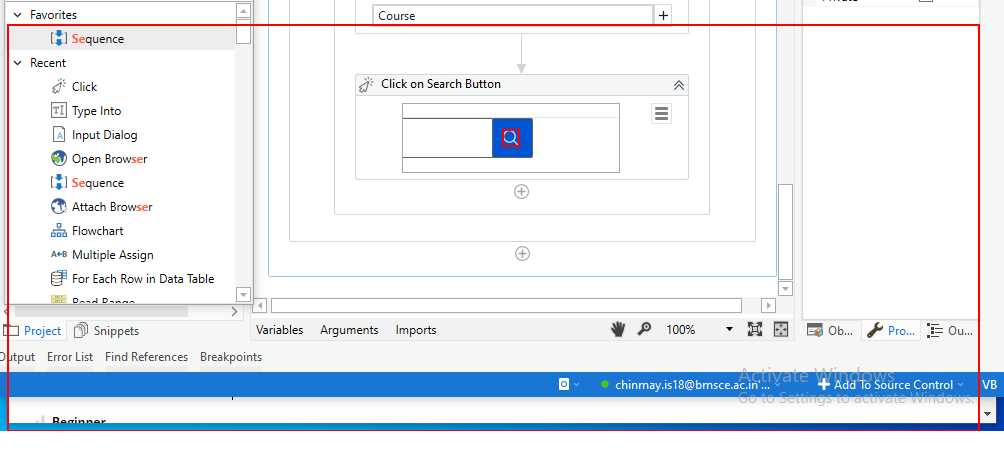 Favorites
Sequence
Recent
Click
Type Into
Input Dialog
Open Browser
Sequence
Attach Browser
Flowchart
A+B Multiple Assign
For Each Row in Data Table
Read Range
Project
Snippets
Course
Click on Search Button
Variables Arguments Imports
100%
Ob...
Pro...
Ou...
Output Error List Find References Breakpoints
chinmay.is18@bmsce.ac.in'...
Add To Source Control
VB
Activate Windows
Go to Settings to activate Windows.
Beginner